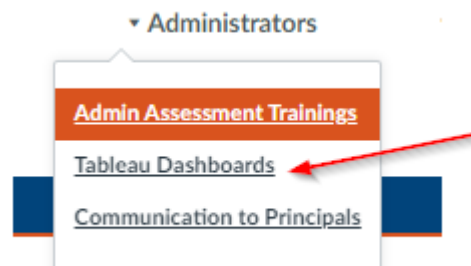 Administrators
Admin Assessment Trainings
Tableau Dashboards
Communication to Principals